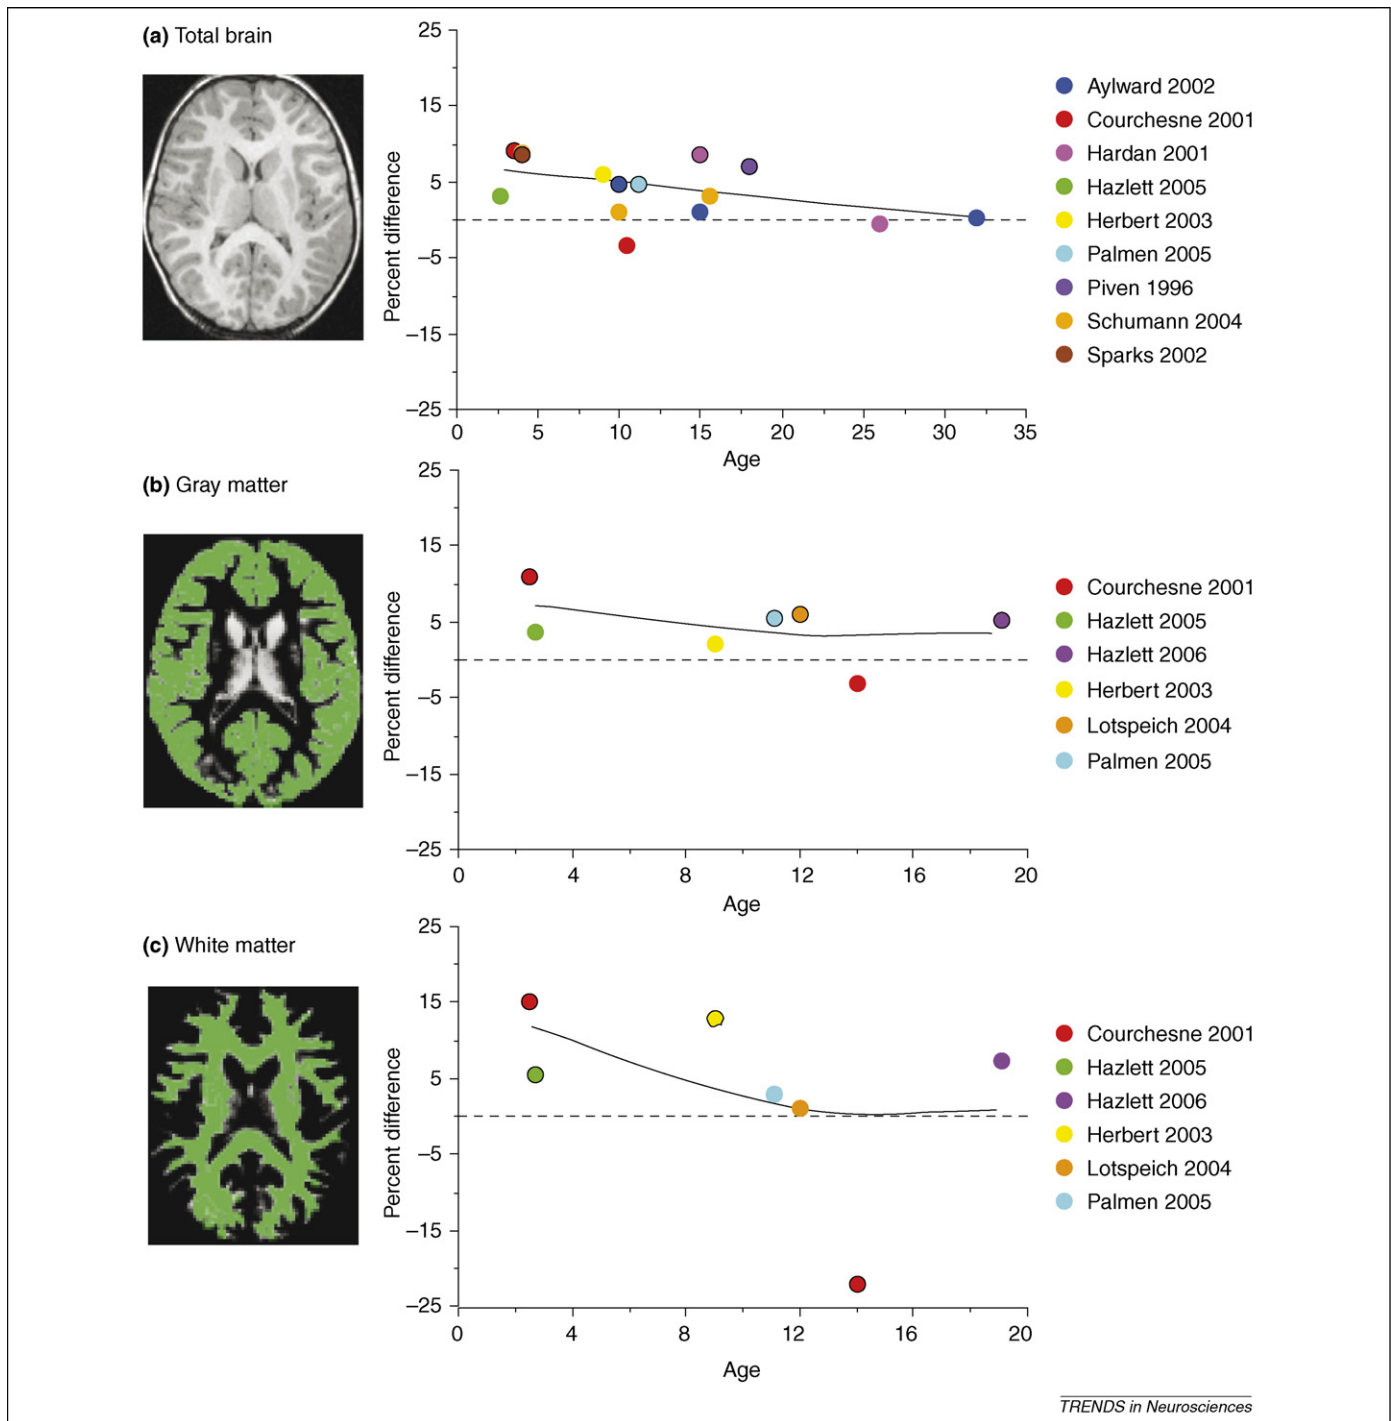 (a) Total brain
25
15
5
−5
−15
−25
Percent difference
0 5 10 15 20 25 30 35
Age
Aylward 2002
Courchesne 2001
Hardan 2001
Hazlett 2005
Herbert 2003
Palmen 2005
Piven 1996
Schumann 2004
Sparks 2002
(b) Gray matter
25
15
5
−5
−15
−25
Percent difference
0 4 8 12 16 20
Age
Courchesne 2001
Hazlett 2005
Hazlett 2006
Herbert 2003
Lotspeich 2004
Palmen 2005
(c) White matter
25
15
5
−5
−15
−25
Percent difference
0 4 8 12 16 20
Age
Courchesne 2001
Hazlett 2005
Hazlett 2006
Herbert 2003
Lotspeich 2004
Palmen 2005
TRENDS in Neurosciences